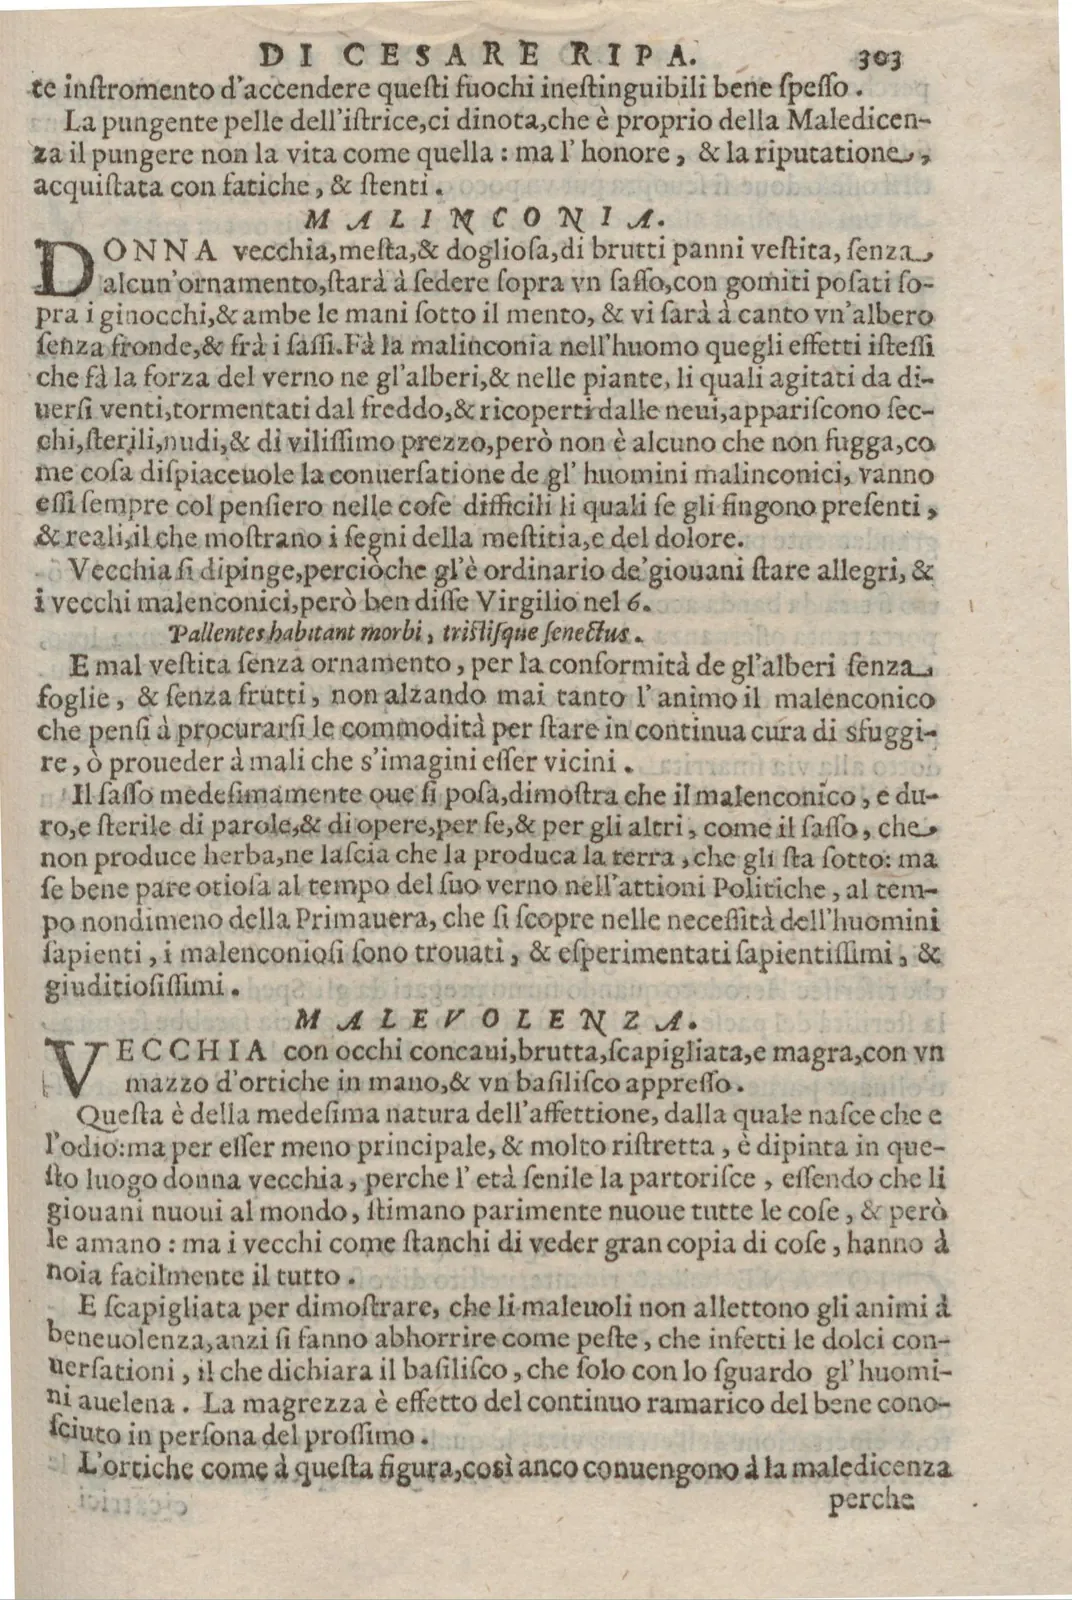 DI CESARE RIPA. 303
te inſtromento d'accendere queſti fuochi ineſtinguibili bene ſpeſſo.
La pungente pelle dell'iſtrice,ci dinota,che è proprio della Maledicen-
za il pungere non la vita come quella : ma l' honore, & la riputatione,
acquiſtata con fatiche, & ſtenti.
MALINCONIA.
DONNA vecchia,meſta,& doglioſa,di brutti panni veſtita, ſenza
alcun'ornamento,ſtarà à ſedere ſopra vn ſaſſo,con gomiti poſati ſo-
pra i ginocchi,& ambe le mani ſotto il mento, & vi ſarà à canto vn'albero
ſenza fronde,& frà i ſaſſi.Fà la malinconia nell'huomo quegli effetti iſteſſi
che fà la forza del verno ne gl'alberi,& nelle piante, li quali agitati da di-
uerſi venti,tormentati dal freddo,& ricoperti dalle neui,appariſcono ſec-
chi,ſterili,nudi,& di viliſſimo prezzo,però non è alcuno che non fugga,co
me coſa diſpiaceuole la conuerſatione de gl' huomini malinconici, vanno
eſſi ſempre col penſiero nelle coſe difficili li quali ſe gli fingono preſenti,
& reali,il che moſtrano i ſegni della meſtitia,e del dolore.
Vecchia ſi dipinge,perciòche gl'è ordinario de'giouani ſtare allegri, &
i vecchi malenconici,però ben diſſe Virgilio nel 6.
Pallentes habitant morbi, triſtiſque ſenectus.
E mal veſtita ſenza ornamento, per la conformità de gl'alberi ſenza
foglie, & ſenza frutti, non alzando mai tanto l'animo il malenconico
che penſi à procurarſi le commodità per ſtare in continua cura di sfuggi-
re, ò proueder à mali che s'imagini eſſer vicini.
Il ſaſſo medeſimamente oue ſi poſa,dimoſtra che il malenconico, e du-
ro,e ſterile di parole,& di opere,per ſe,& per gli altri, come il ſaſſo, che
non produce herba,ne laſcia che la produca la terra, che gli ſta ſotto: ma
ſe bene pare otioſa al tempo del ſuo verno nell'attioni Politiche, al tem-
po nondimeno della Primauera, che ſi ſcopre nelle neceſſità dell'huomini
ſapienti, i malenconioſi ſono trouati, & eſperimentati ſapientiſſimi, &
giuditioſiſſimi.
MALEVOLENZA.
VECCHIA con occhi concaui,brutta,ſcapigliata,e magra,con vn
mazzo d'ortiche in mano,& vn baſiliſco appreſſo.
Queſta è della medeſima natura dell'affettione, dalla quale naſce che e
l'odio:ma per eſſer meno principale, & molto riſtretta, è dipinta in que-
ſto luogo donna vecchia, perche l' età ſenile la partoriſce, eſſendo che li
giouani nuoui al mondo, ſtimano parimente nuoue tutte le coſe, & però
le amano : ma i vecchi come ſtanchi di veder gran copia di coſe, hanno à
noia facilmente il tutto.
E ſcapigliata per dimoſtrare, che li maleuoli non allettono gli animi à
beneuolenza,anzi ſi fanno abhorrire come peſte, che infetti le dolci con-
uerſationi, il che dichiara il baſiliſco, che ſolo con lo ſguardo gl'huomi-
ni auelena. La magrezza è effetto del continuo ramarico del bene cono-
ſciuto in perſona del proſſimo.
L'ortiche come à queſta figura,così anco conuengono à la maledicenza
perche